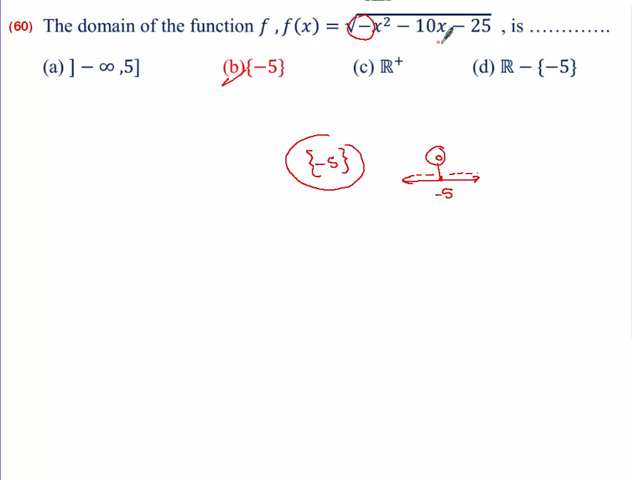 (60) The domain of the function f , f(x) = √−x² − 10x − 25 , is ………….
(a) ] − ∞ ,5] (b){−5} (c) ℝ⁺ (d) ℝ − {−5}
{-5}
0
-5